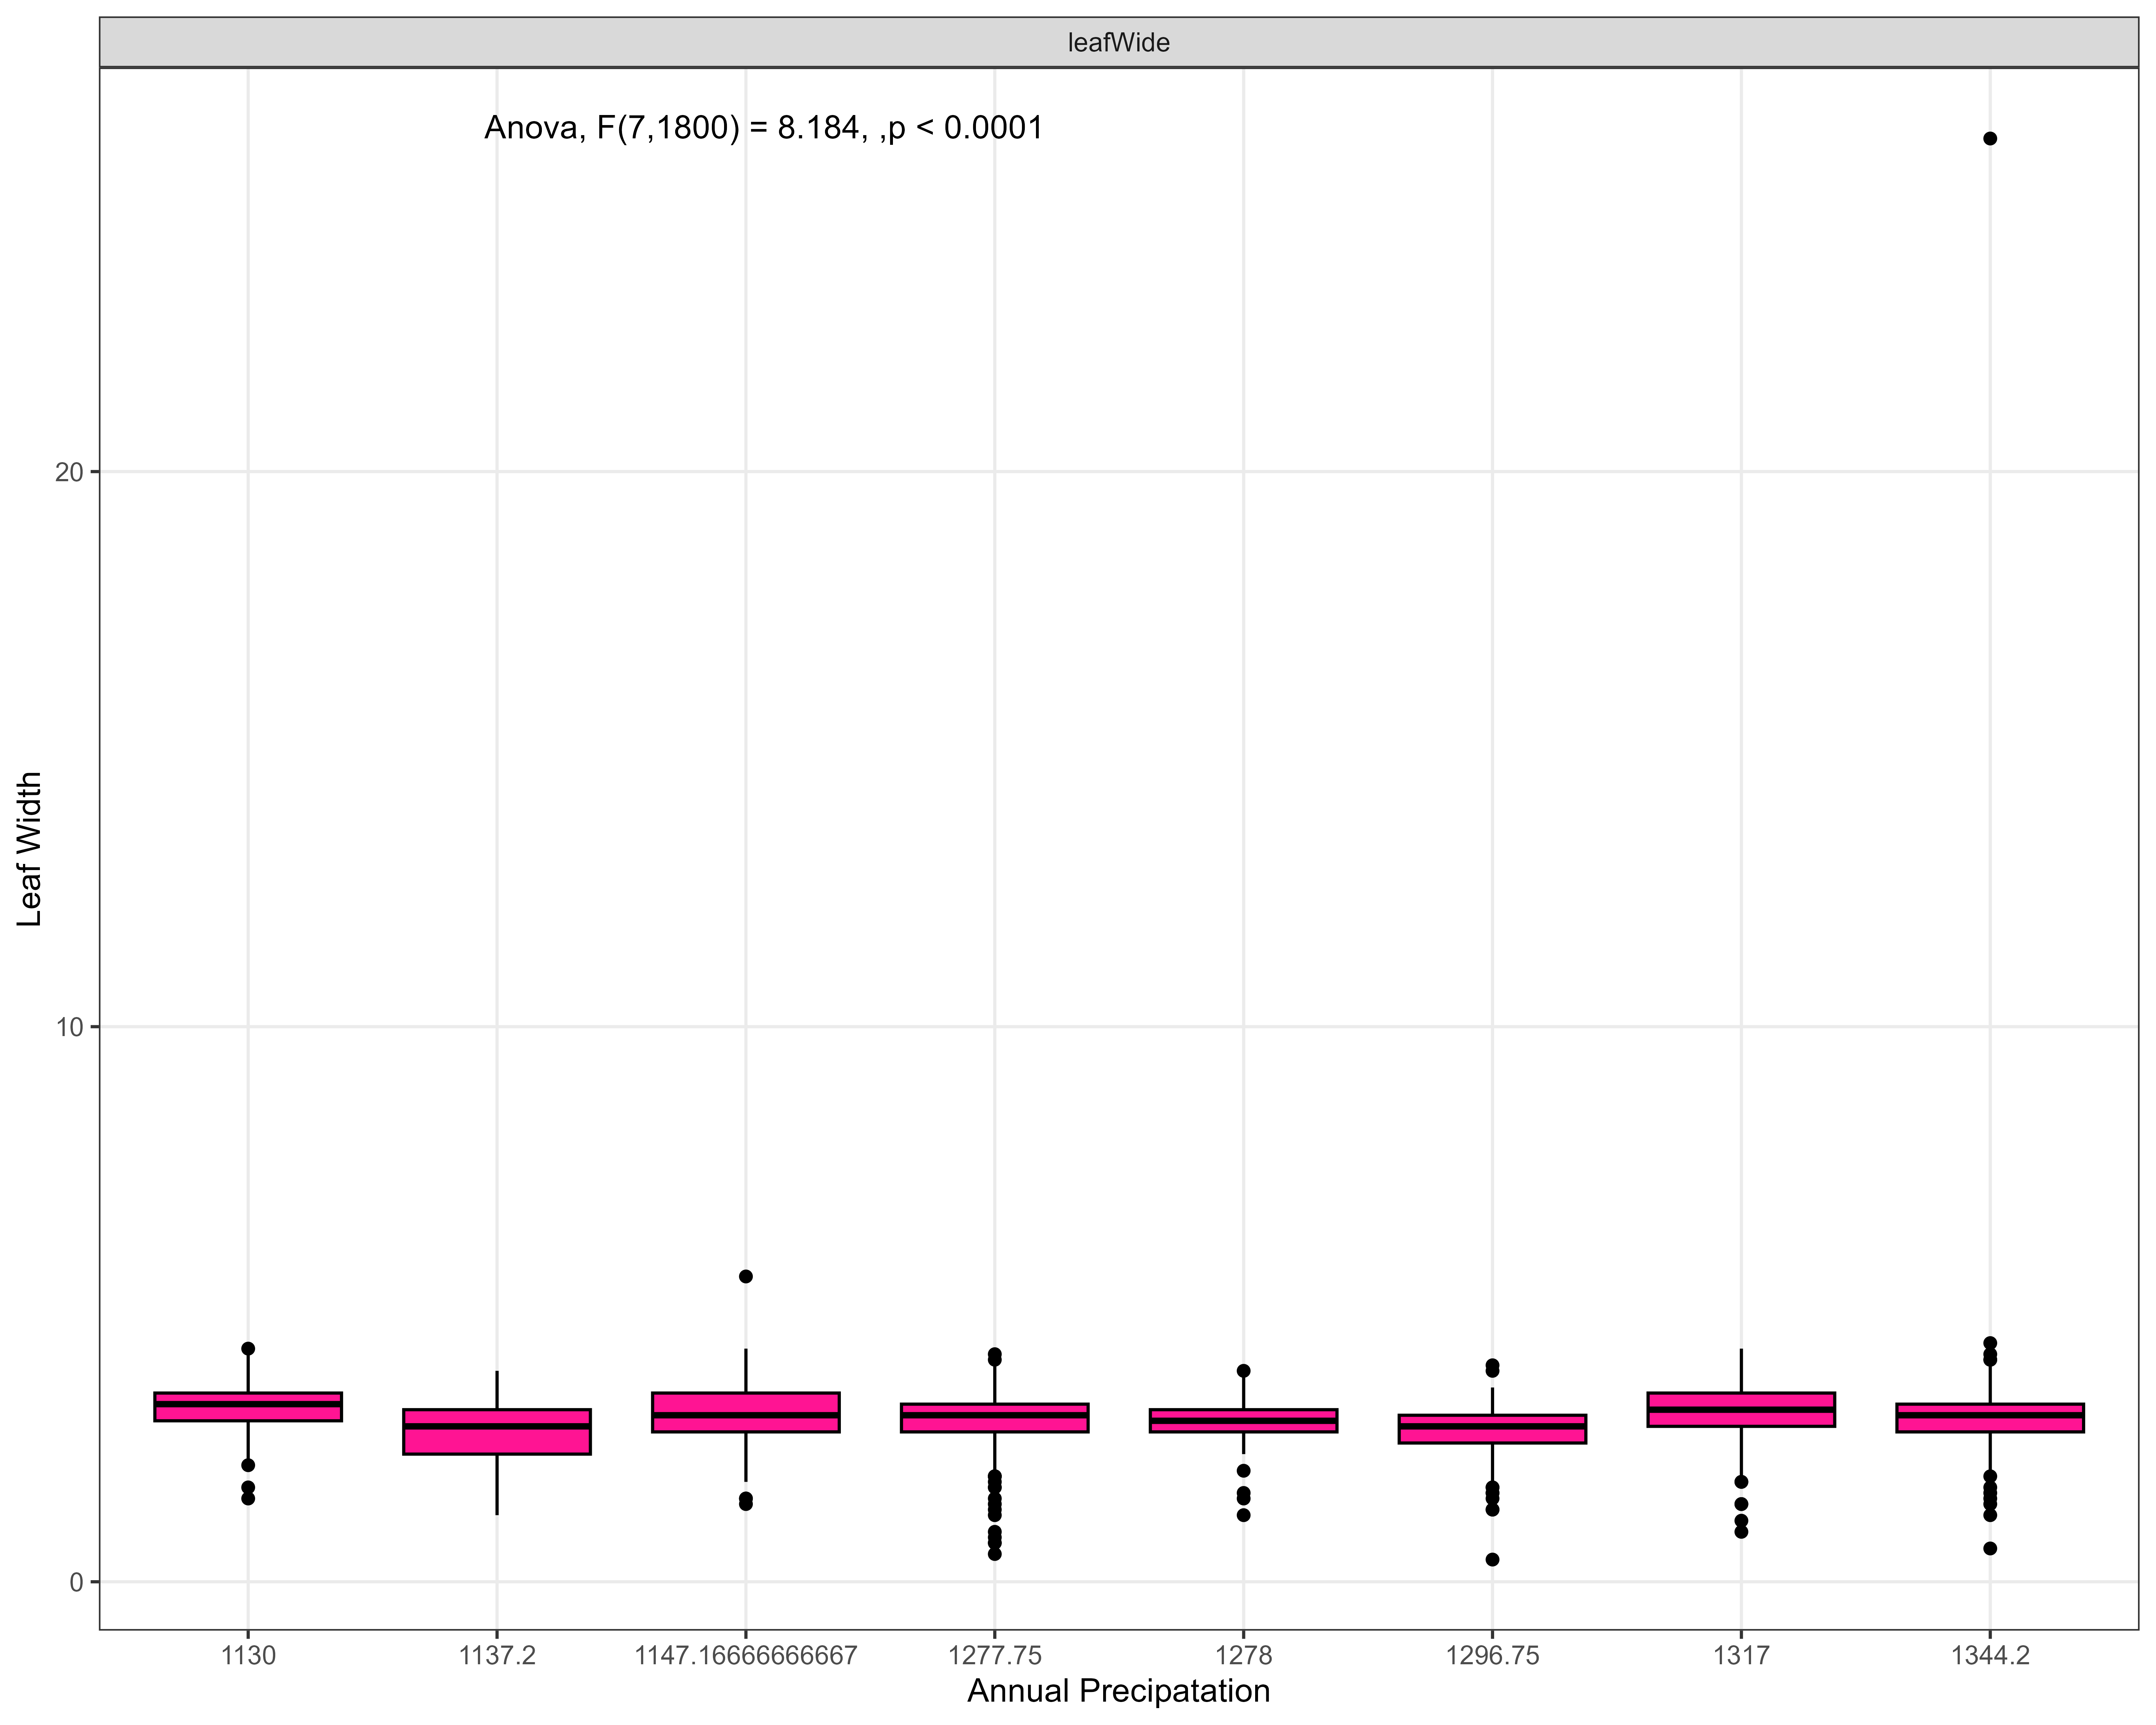 leafWide
Anova, F(7,1800) = 8.184, ,p < 0.0001
20
10
0
Leaf Width
1130 1137.2 1147.16666666667 1277.75 1278 1296.75 1317 1344.2
Annual Precipatation